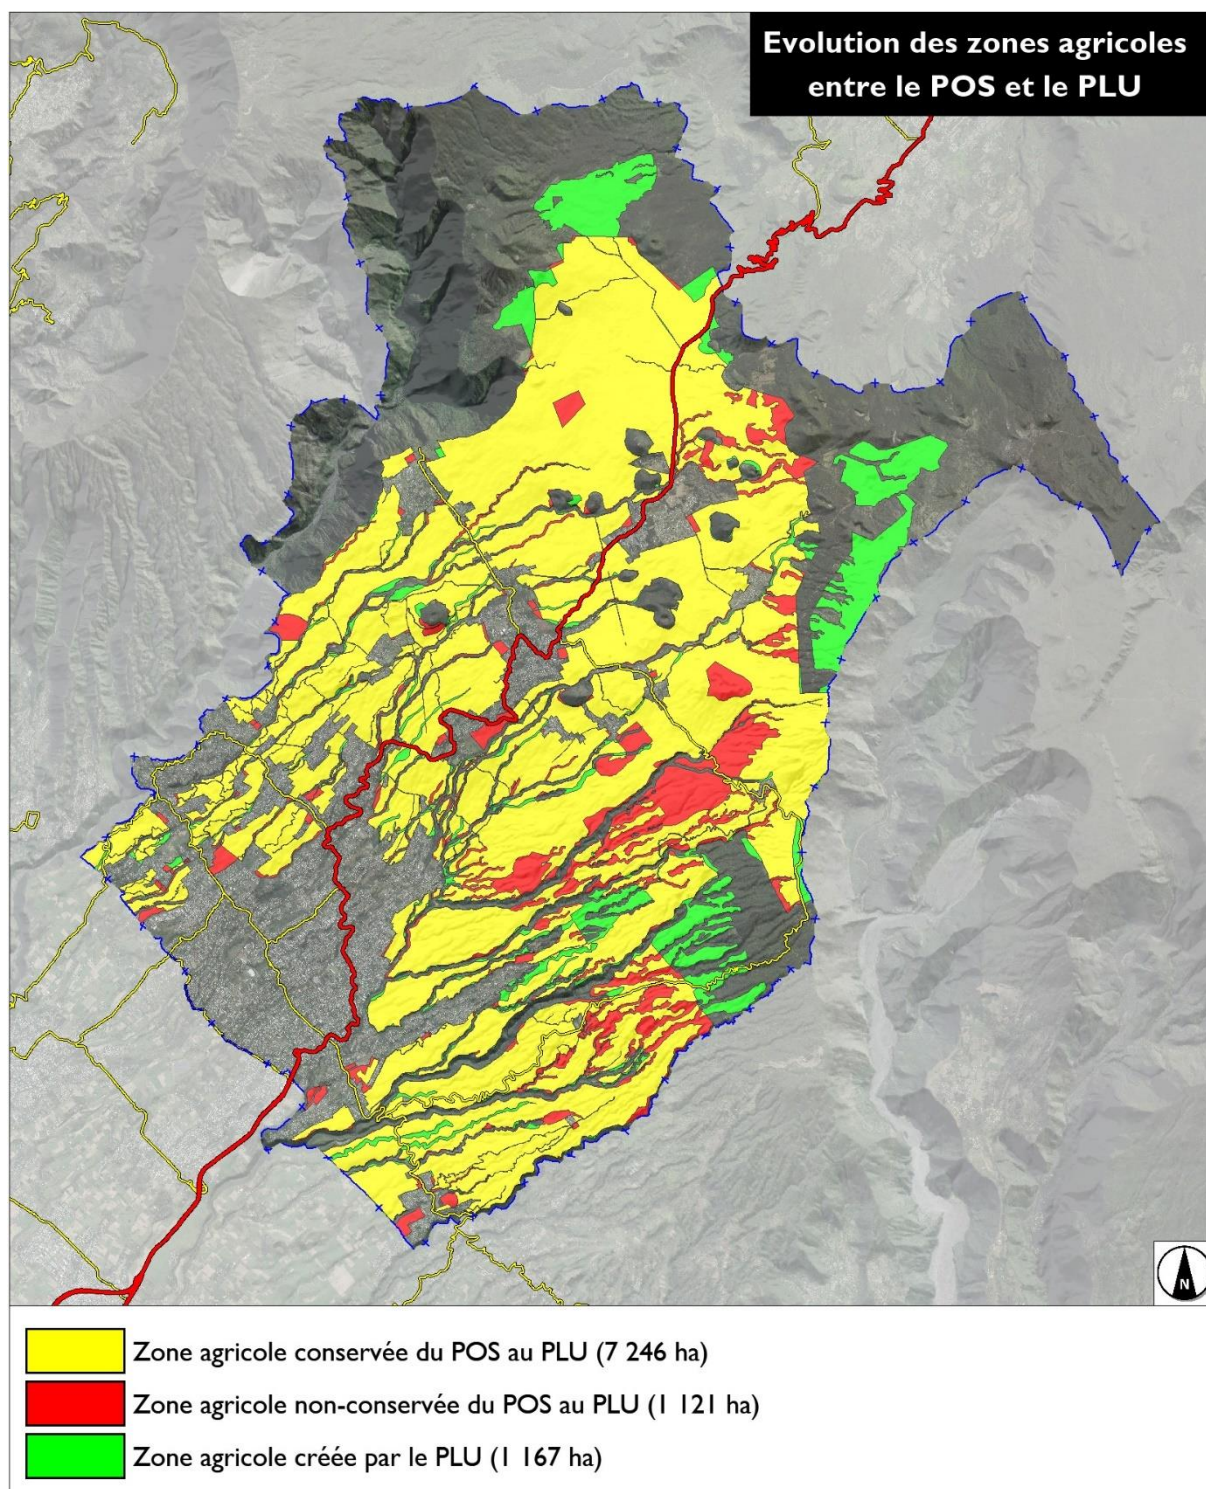 Evolution des zones agricoles
entre le POS et le PLU
N
Zone agricole conservée du POS au PLU (7 246 ha)
Zone agricole non-conservée du POS au PLU (1 121 ha)
Zone agricole créée par le PLU (1 167 ha)